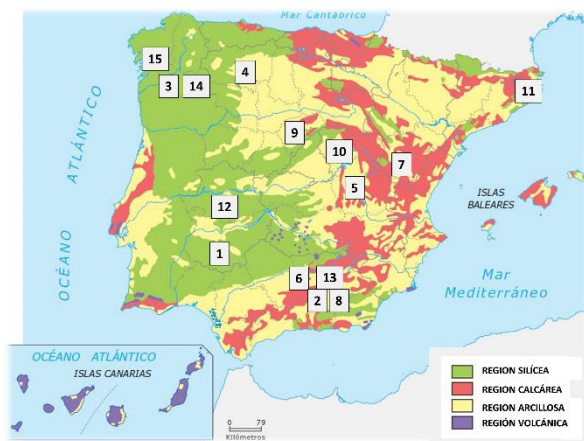 Mar Cantábrico
15
3
14
4
11
9
10
7
5
12
1
6
13
2
8
OCÉANO ATLÁNTICO
ISLAS
BALEARES
Mar
Mediterráneo
OCÉANO ATLÁNTICO
ISLAS CANARIAS
0 79
Kilómetros
REGION SILÍCEA
REGION CALCÁREA
REGION ARCILLOSA
REGIÓN VOLCÁNICA